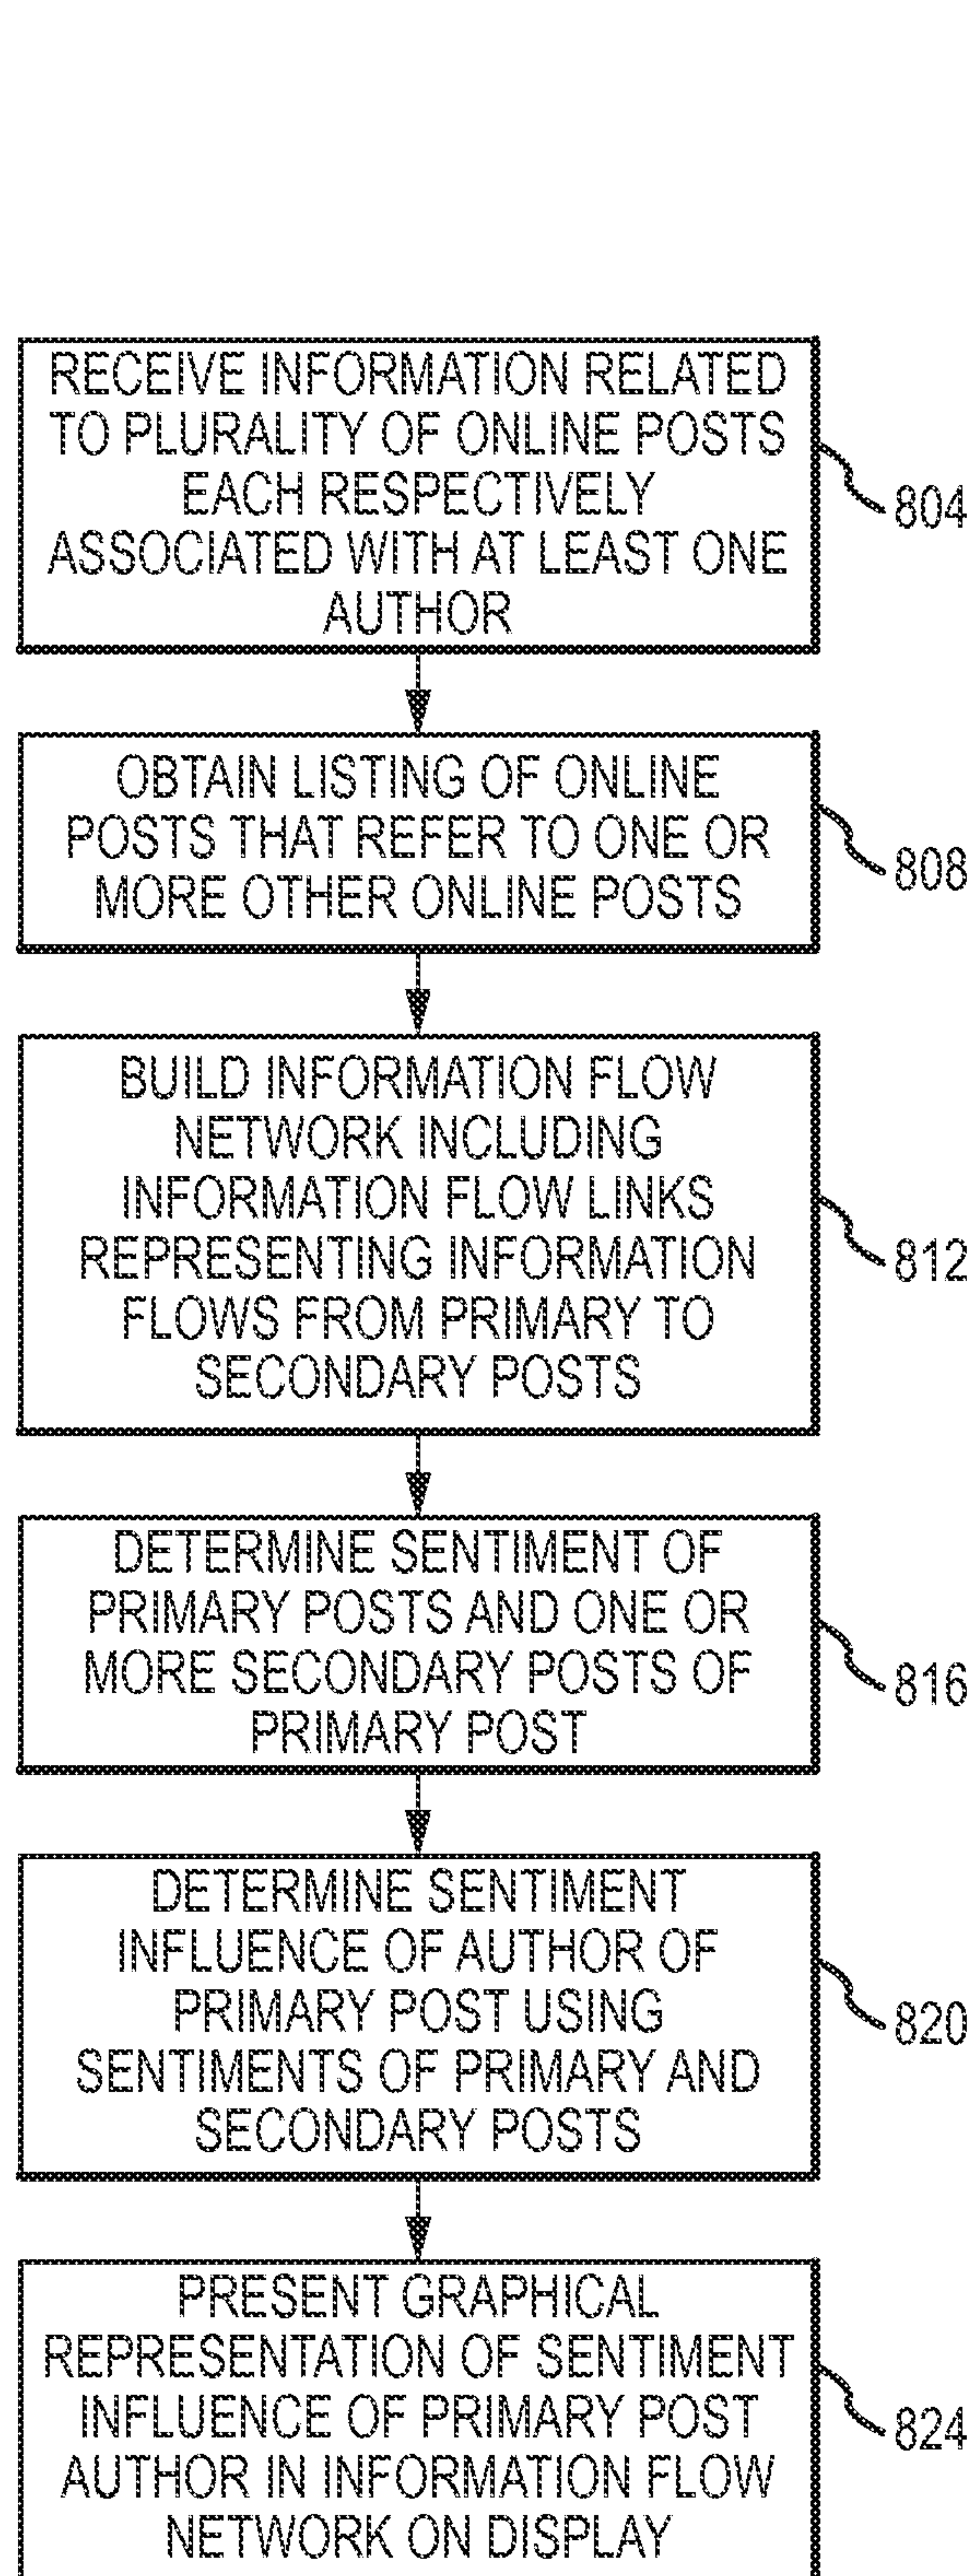 RECEIVE INFORMATION RELATED
TO PLURALITY OF ONLINE POSTS
EACH RESPECTIVELY
ASSOCIATED WITH AT LEAST ONE
AUTHOR
804
OBTAIN LISTING OF ONLINE
POSTS THAT REFER TO ONE OR
MORE OTHER ONLINE POSTS
808
BUILD INFORMATION FLOW
NETWORK INCLUDING
INFORMATION FLOW LINKS
REPRESENTING INFORMATION
FLOWS FROM PRIMARY TO
SECONDARY POSTS
812
DETERMINE SENTIMENT OF
PRIMARY POSTS AND ONE OR
MORE SECONDARY POSTS OF
PRIMARY POST
816
DETERMINE SENTIMENT
INFLUENCE OF AUTHOR OF
PRIMARY POST USING
SENTIMENTS OF PRIMARY AND
SECONDARY POSTS
820
PRESENT GRAPHICAL
REPRESENTATION OF SENTIMENT
INFLUENCE OF PRIMARY POST
AUTHOR IN INFORMATION FLOW
NETWORK ON DISPLAY
824